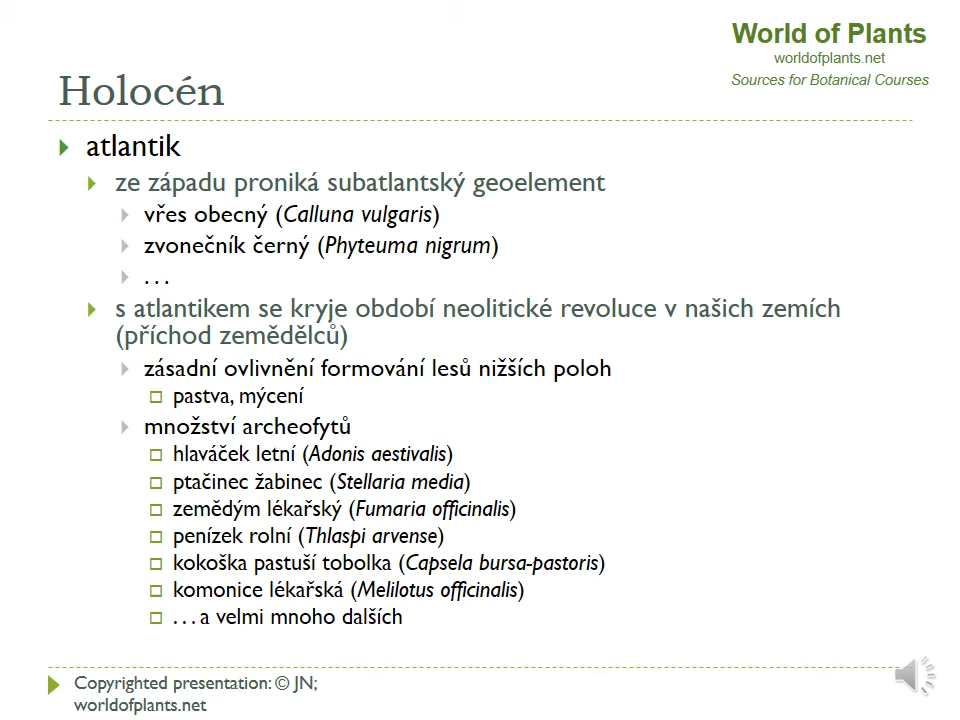 World of Plants
worldofplants.net
Sources for Botanical Courses
Holocén
atlantik
ze západu proniká subatlantský geoelement
vřes obecný (Calluna vulgaris)
zvonečník černý (Phyteuma nigrum)
...
s atlantikem se kryje období neolitické revoluce v našich zemích
(příchod zemědělců)
zásadní ovlivnění formování lesů nižších poloh
pastva, mýcení
množství archeofytů
hlaváček letní (Adonis aestivalis)
ptačinec žabinec (Stellaria media)
zemědým lékařský (Fumaria officinalis)
penízek rolní (Thlaspi arvense)
kokoška pastuší tobolka (Capsela bursa-pastoris)
komonice lékařská (Melilotus officinalis)
...a velmi mnoho dalších
Copyrighted presentation: © JN;
worldofplants.net